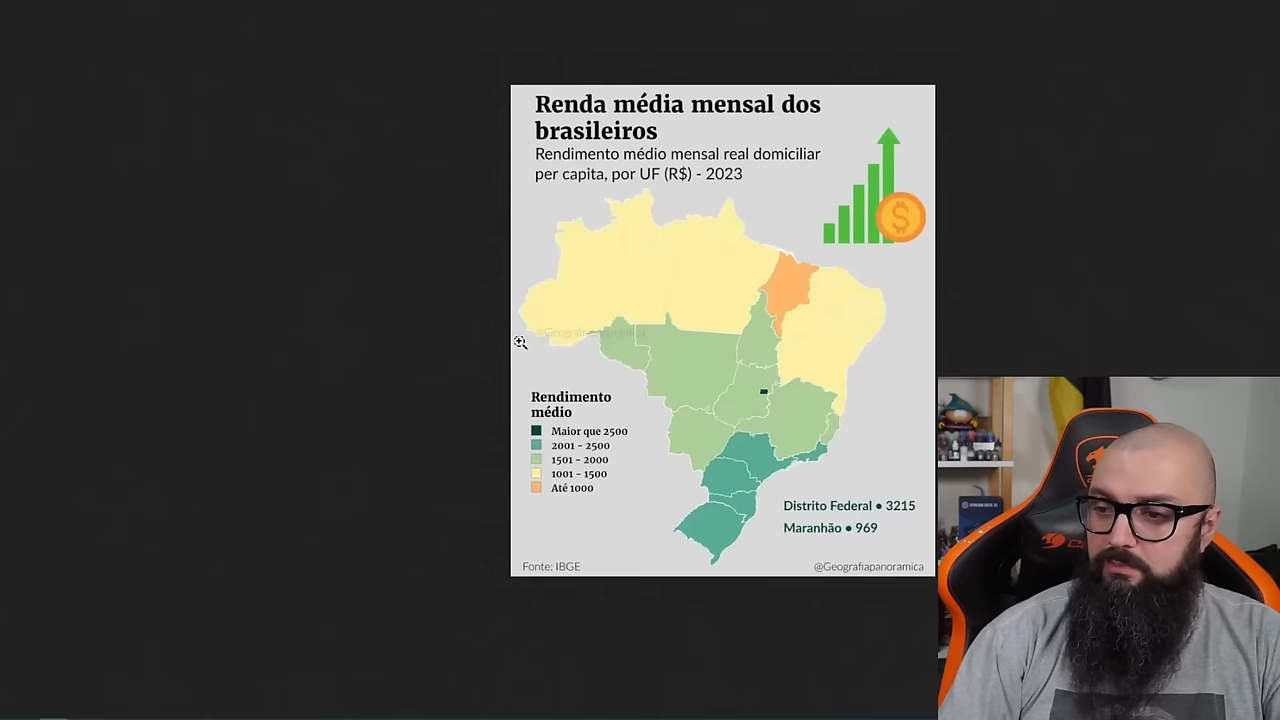 Renda média mensal dos
brasileiros
Rendimento médio mensal real domiciliar
per capita, por UF (R$) - 2023
@Geografiapanoramica
Rendimento
médio
Maior que 2500
2001 - 2500
1501 - 2000
1001 - 1500
Até 1000
Distrito Federal • 3215
Maranhão • 969
Fonte: IBGE
@Geografiapanoramica